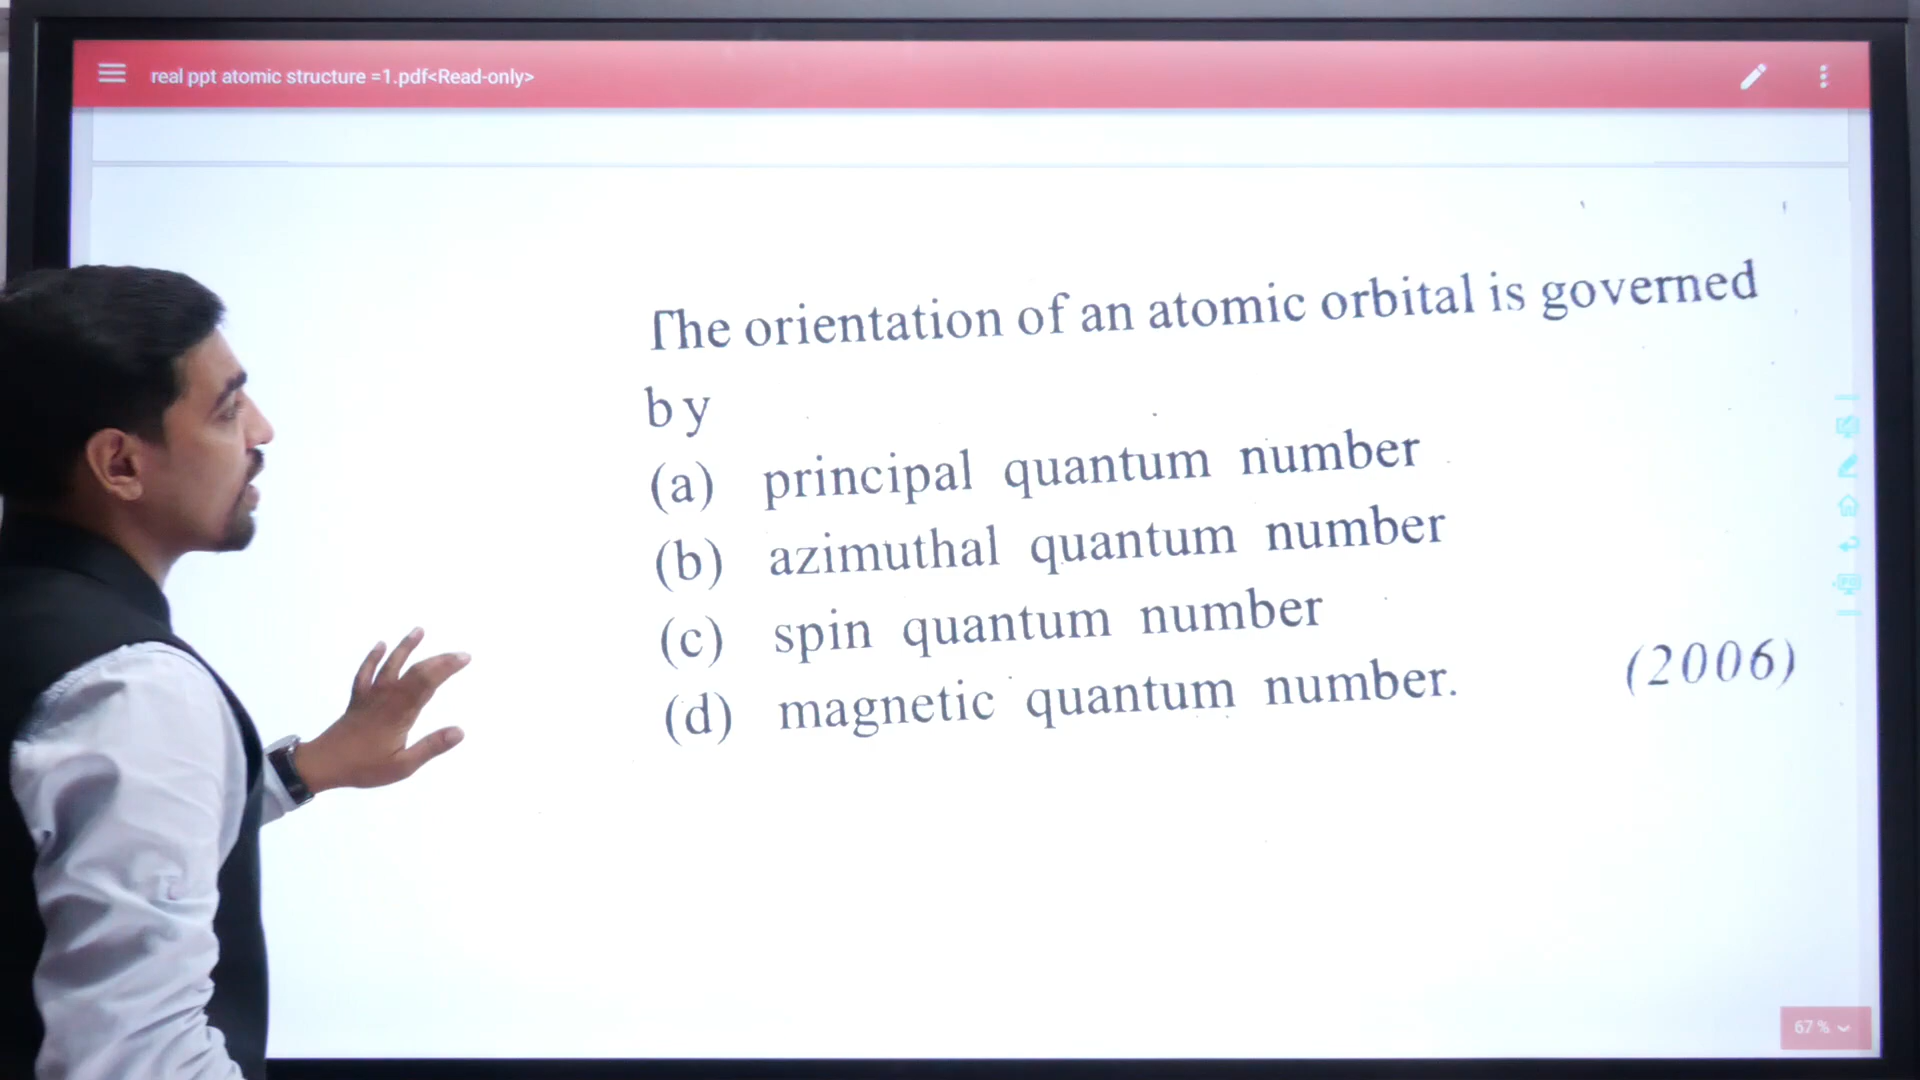 real ppt atomic structure =1.pdf<Read-only>
The orientation of an atomic orbital is governed
by
(a) principal quantum number
(b) azimuthal quantum number
(c) spin quantum number
(d) magnetic quantum number. (2006)
67 %